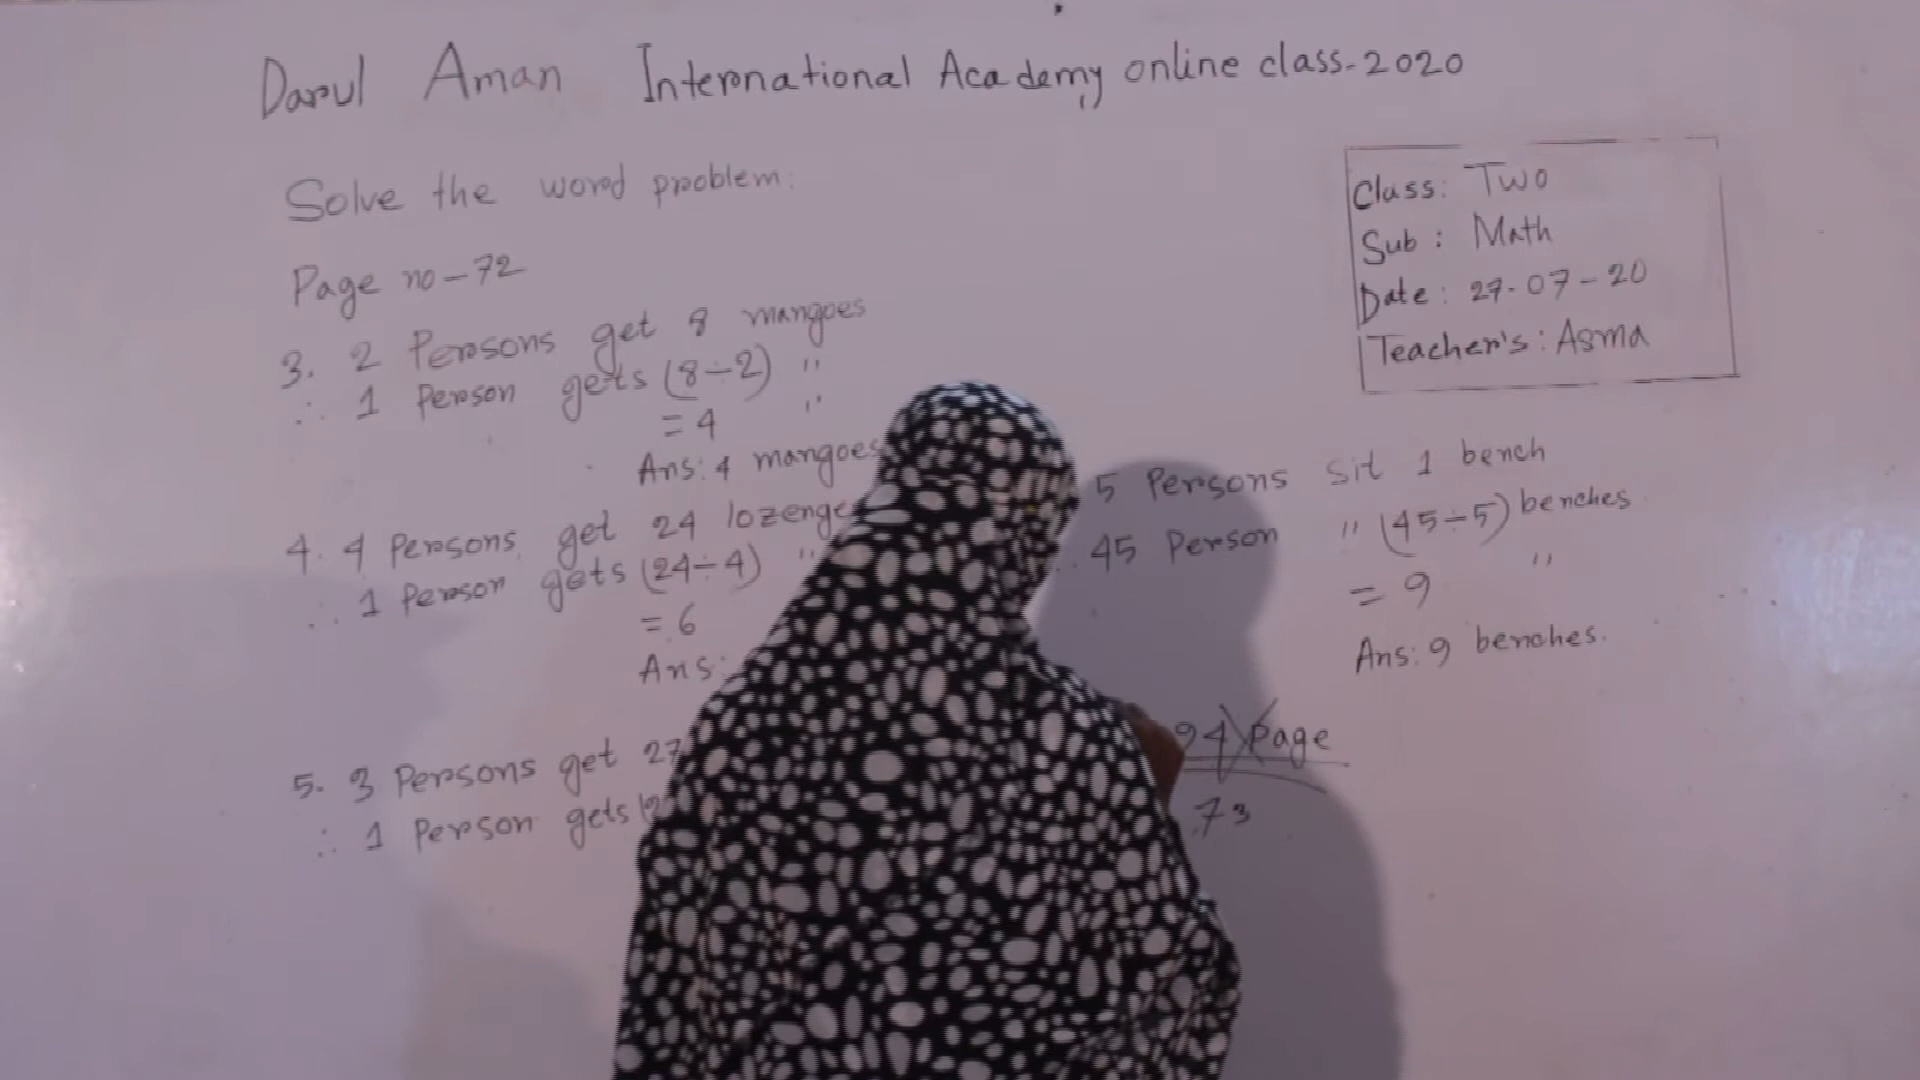 Darul Aman International Academy online class-2020
Solve the word problem:
Page no-72
3. 2 Persons get 8 mangoes
∴ 1 Person gets (8÷2) "
= 4 "
Ans: 4 mangoes
4. 4 Persons get 24 lozenge
∴ 1 Person gets (24÷4) "
= 6
Ans:
5. 3 Persons get 27
∴ 1 Person gets
Class: Two
Sub: Math
Date: 27-07-20
Teacher's: Asma
5 Persons sit 1 bench
45 Person " (45÷5) benches
= 9 "
Ans: 9 benches.
Page
73